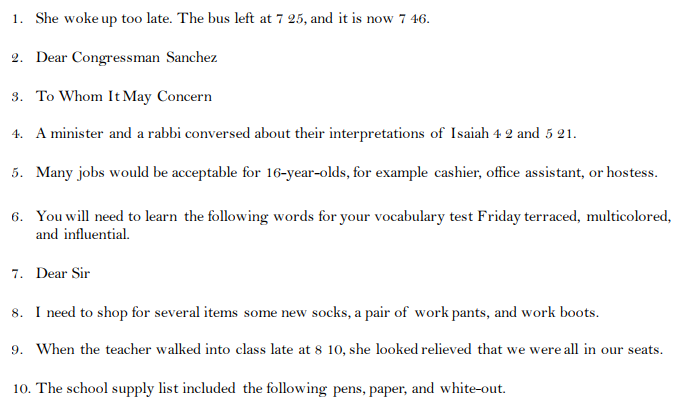 1. She woke up too late. The bus left at 7 25, and it is now 7 46.
2. Dear Congressman Sanchez
3. To Whom It May Concern
4. A minister and a rabbi conversed about their interpretations of Isaiah 4 2 and 5 21.
5. Many jobs would be acceptable for 16-year-olds, for example cashier, office assistant, or hostess.
6. You will need to learn the following words for your vocabulary test Friday terraced, multicolored,
and influential.
7. Dear Sir
8. I need to shop for several items some new socks, a pair of work pants, and work boots.
9. When the teacher walked into class late at 8 10, she looked relieved that we were all in our seats.
10. The school supply list included the following pens, paper, and white-out.